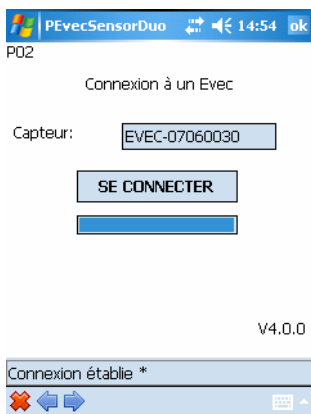 PEvecSensorDuo 14:54 ok
P02
Connexion à un Evec
Capteur: EVEC-07060030
SE CONNECTER
V4.0.0
Connexion établie *